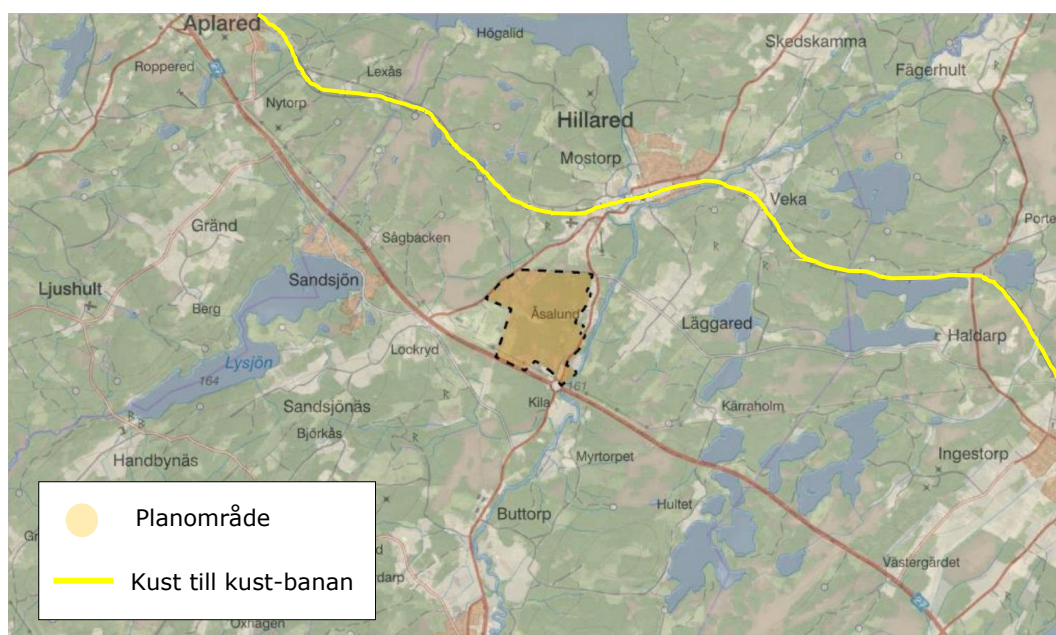 Aplared
Högalid
Skedskamma
Roppered
27
Lexås
Fägerhult
Nytorp
Hillared
Mostorp
Veka
Gränd
Sågbacken
Porte
Sandsjön
Ljushult
Berg
Åsalund
Läggared
Haldarp
Lockryd
Lysjön
164
161
Kila
Sandsjönäs
Kärraholm
Björkås
Handbynäs
Myrtorpet
Ingestorp
Hultet
Buttorp
Planområde
Västergärdet
Kust till kust-banan
27